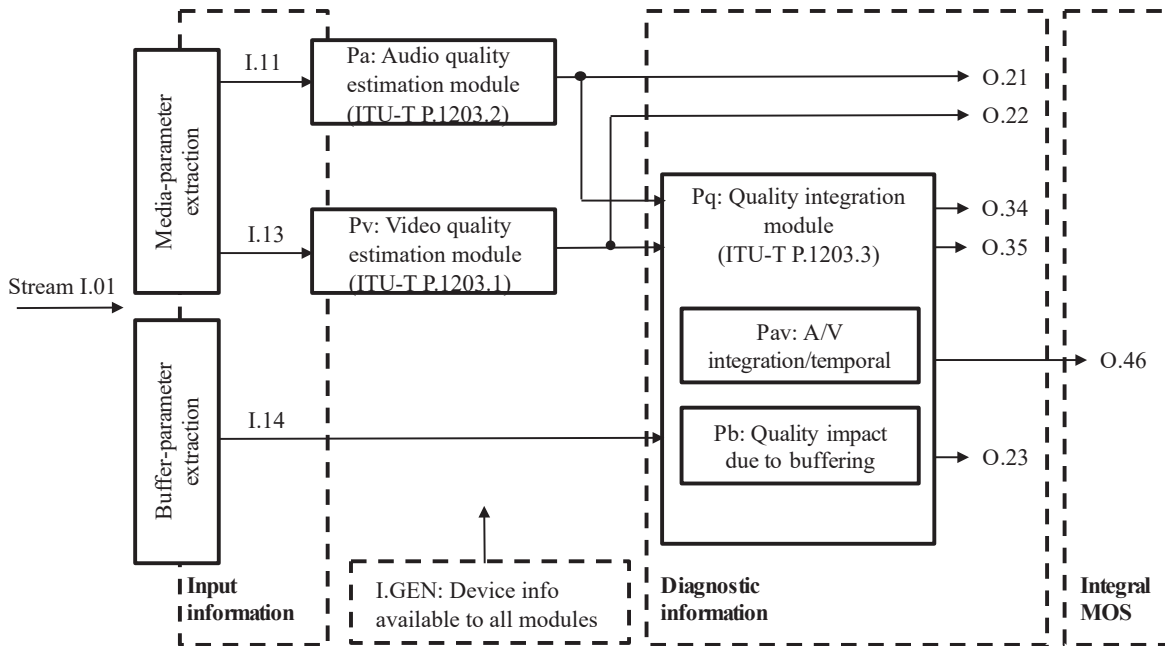 Media-parameter
extraction
I.11
Pa: Audio quality
estimation module
(ITU-T P.1203.2)
O.21
O.22
I.13
Pv: Video quality
estimation module
(ITU-T P.1203.1)
Pq: Quality integration
module
(ITU-T P.1203.3)
O.34
O.35
Stream I.01
Pav: A/V
integration/temporal
O.46
Buffer-parameter
extraction
I.14
Pb: Quality impact
due to buffering
O.23
Input
information
I.GEN: Device info
available to all modules
Diagnostic
information
Integral
MOS